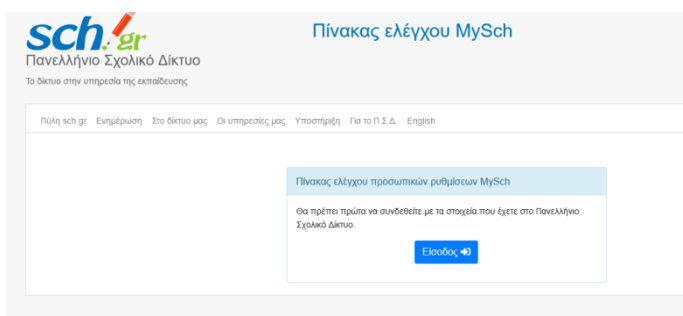 sch.gr
Πίνακας ελέγχου MySch
Πανελλήνιο Σχολικό Δίκτυο
Το δίκτυο στην υπηρεσία της εκπαίδευσης
Πύλη sch.gr Ενημέρωση Στο δίκτυο μας Οι υπηρεσίες μας Υποστήριξη Για το Π.Σ.Δ. English
Πίνακας ελέγχου προσωπικών ρυθμίσεων MySch
Θα πρέπει πρώτα να συνδεθείτε με τα στοιχεία που έχετε στο Πανελλήνιο
Σχολικό Δίκτυο.
Είσοδος